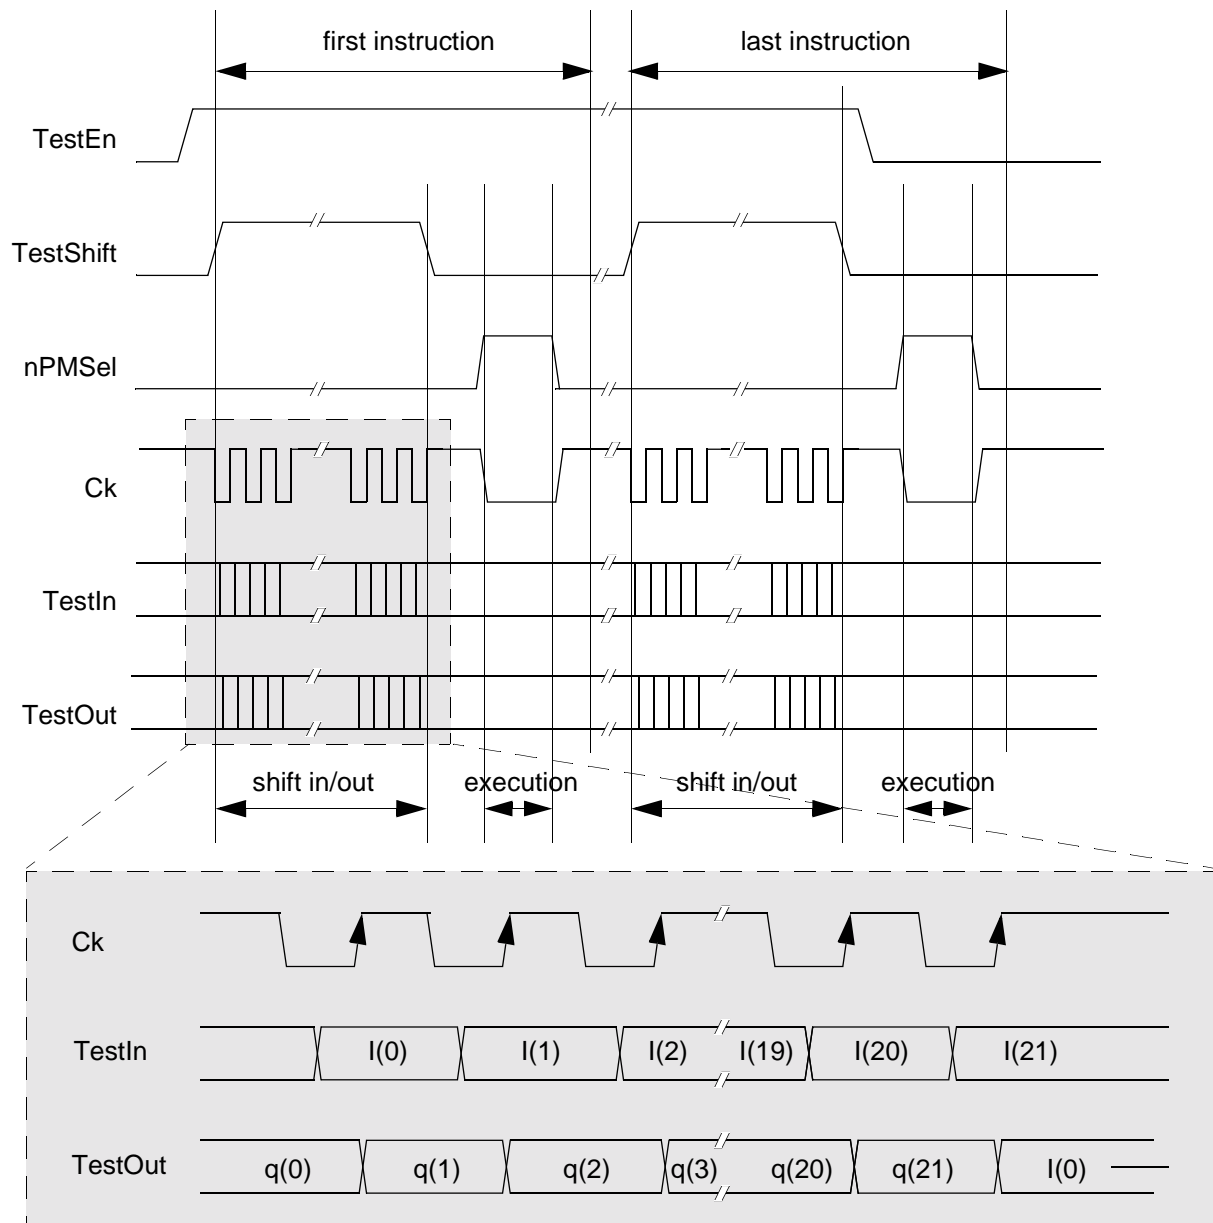 first instruction last instruction
TestEn
TestShift
nPMSel
Ck
TestIn
TestOut
shift in/out execution shift in/out execution
Ck
TestIn I(0) I(1) I(2) I(19) I(20) I(21)
TestOut q(0) q(1) q(2) q(3) q(20) q(21) I(0)